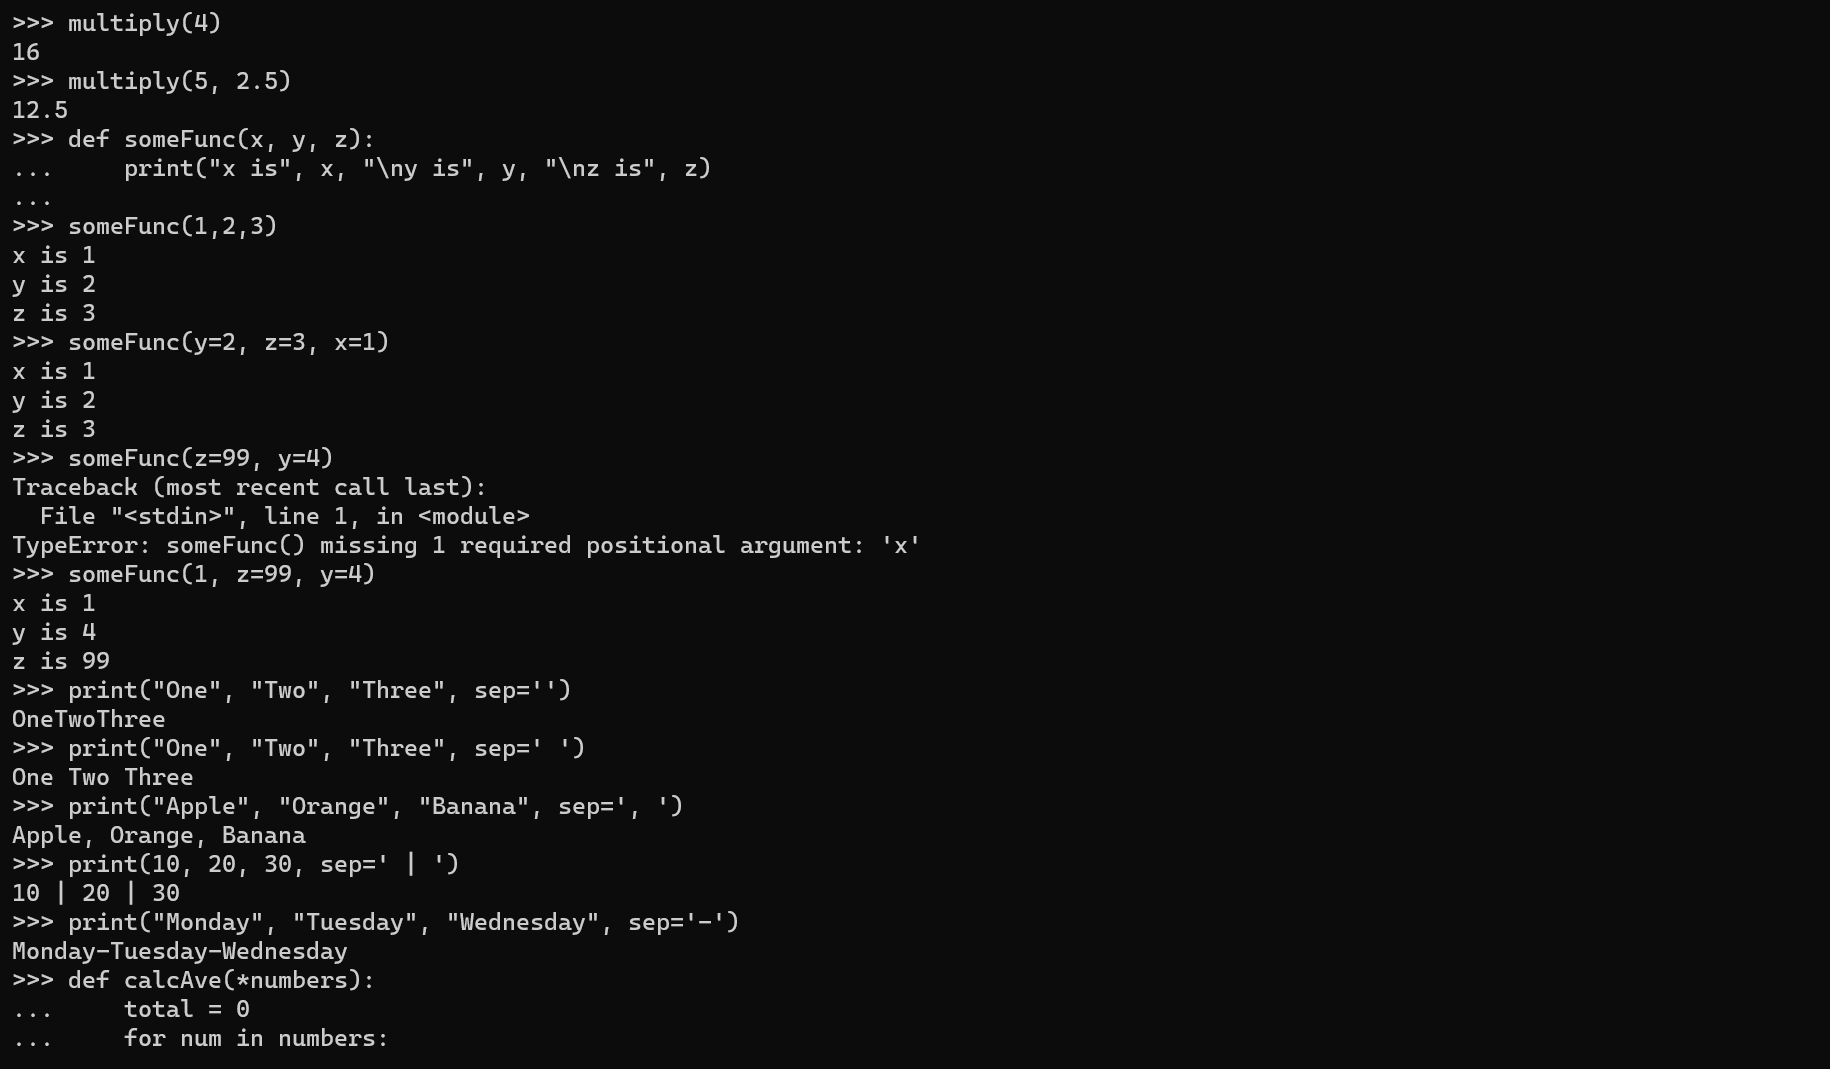 >>> multiply(4)
16
>>> multiply(5, 2.5)
12.5
>>> def someFunc(x, y, z):
...     print("x is", x, "\ny is", y, "\nz is", z)
...
>>> someFunc(1,2,3)
x is 1
y is 2
z is 3
>>> someFunc(y=2, z=3, x=1)
x is 1
y is 2
z is 3
>>> someFunc(z=99, y=4)
Traceback (most recent call last):
  File "<stdin>", line 1, in <module>
TypeError: someFunc() missing 1 required positional argument: 'x'
>>> someFunc(1, z=99, y=4)
x is 1
y is 4
z is 99
>>> print("One", "Two", "Three", sep='')
OneTwoThree
>>> print("One", "Two", "Three", sep=' ')
One Two Three
>>> print("Apple", "Orange", "Banana", sep=', ')
Apple, Orange, Banana
>>> print(10, 20, 30, sep=' | ')
10 | 20 | 30
>>> print("Monday", "Tuesday", "Wednesday", sep='-')
Monday-Tuesday-Wednesday
>>> def calcAve(*numbers):
...     total = 0
...     for num in numbers: